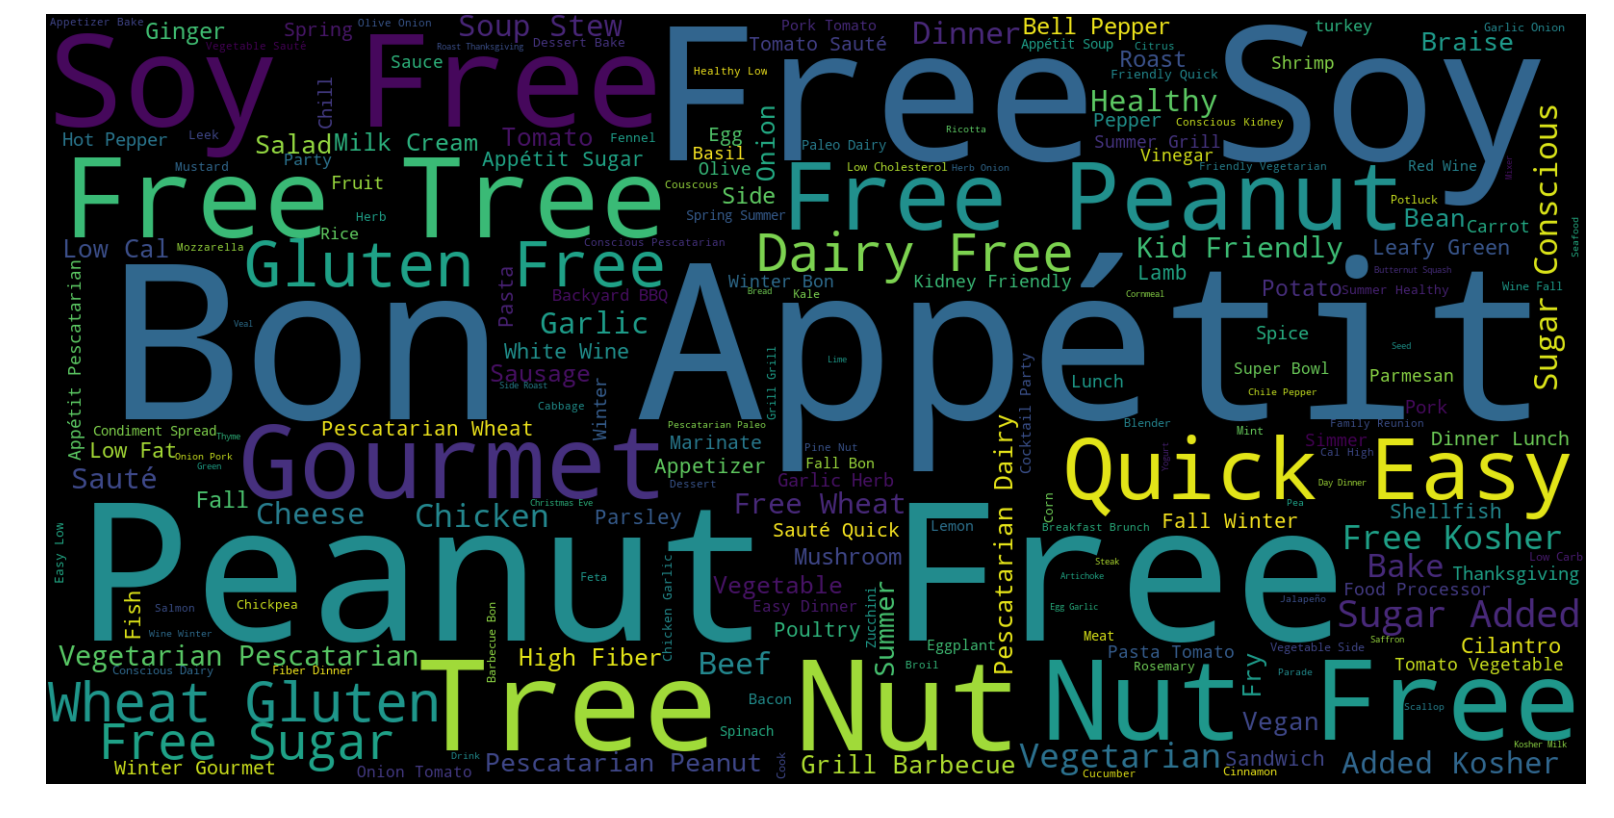 Appetizer Bake
Ginger
Spring
Olive Onion
Soup Stew
Pork Tomato
Dinner
Bell Pepper
turkey
Garlic Onion
Vegetable Sauté
Roast Thanksgiving
Dessert Bake
Tomato Sauté
Appétit Soup
Citrus
Braise
Soy Free
Free Soy
Sauce
Healthy Low
Roast
Shrimp
Friendly Quick
Chill
Healthy
Hot Pepper
Leek
Salad
Milk Cream
Tomato
Fennel
Egg
Onion
Pepper
Conscious Kidney
Ricotta
Summer Grill
Paleo Dairy
Mustard
Party
Appétit Sugar
Basil
Vinegar
Olive
Low Cholesterol
Herb Onion
Friendly Vegetarian
Red Wine
Mixer
Sugar Conscious
Free Tree
Free Peanut
Fruit
Couscous
Side
Potluck
Herb
Spring Summer
Bean
Carrot
Seafood
Rice
Low Cal
Mozzarella
Conscious Pescatarian
Dairy Free
Kid Friendly
Leafy Green
Gluten Free
Lamb
Butternut Squash
Winter Bon
Kidney Friendly
Potato
Summer Healthy
Wine Fall
Pasta
Backyard BBQ
Bread
Kale
Cornmeal
Appétit Pescatarian
Bon Appétit
Veal
Garlic
Spice
White Wine
Lime
Seed
Sausage
Super Bowl
Parmesan
Side Roast
Grill Grill
Lunch
Chile Pepper
Winter
Cabbage
Cocktail Party
Pork
Condiment Spread
Thyme
Pescatarian Wheat
Pescatarian Paleo
Blender
Family Reunion
Low Fat
Onion Pork
Gourmet
Marinate
Pine Nut
Mint
Simmer
Dinner Lunch
Green
Appetizer
Fall Bon
Quick Easy
Cal High
Yogurt
Sauté
Dessert
Garlic Herb
Day Dinner
Fall
Christmas Eve
Free Wheat
Pescatarian Dairy
Corn
Pea
Cheese
Chicken
Parsley
Shellfish
Sauté Quick
Lemon
Breakfast Brunch
Fall Winter
Free Kosher
Easy Low
Peanut Free
Mushroom
Steak
Bake
Low Carb
Chicken Garlic
Feta
Vegetable
Artichoke
Thanksgiving
Food Processor
Fish
Salmon
Chickpea
Easy Dinner
Zucchini
Summer
Egg Garlic
Jalapeño
Sugar Added
Wine Winter
Barbecue Bon
Poultry
Eggplant
Meat
Vegetable Side
Saffron
Cilantro
Vegetarian Pescatarian
High Fiber
Beef
Broil
Pasta Tomato
Conscious Dairy
Fiber Dinner
Rosemary
Fry
Parade
Tomato Vegetable
Wheat Gluten
Tree Nut
Nut Free
Bacon
Scallop
Free Sugar
Spinach
Vegan
Kosher Milk
Drink
Winter Gourmet
Onion Tomato
Pescatarian Peanut
Cook
Grill Barbecue
Vegetarian
Cucumber
Sandwich
Cinnamon
Added Kosher